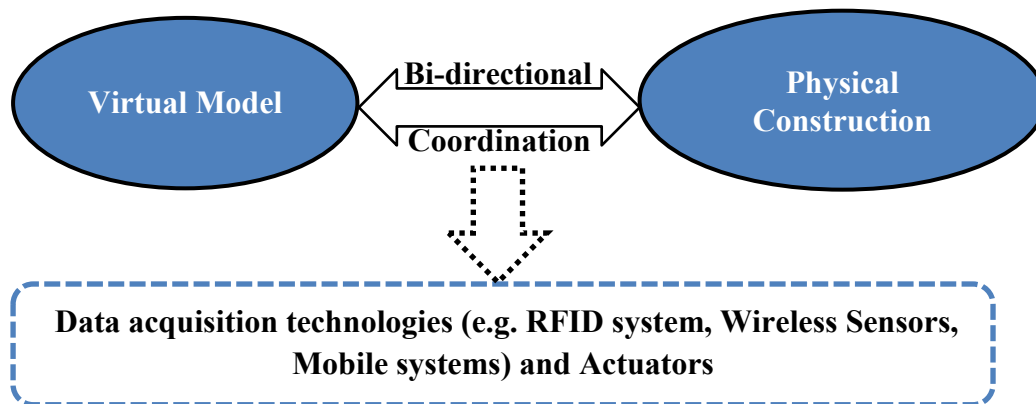 Virtual Model
Bi-directional
Coordination
Physical
Construction
Data acquisition technologies (e.g. RFID system, Wireless Sensors,
Mobile systems) and Actuators